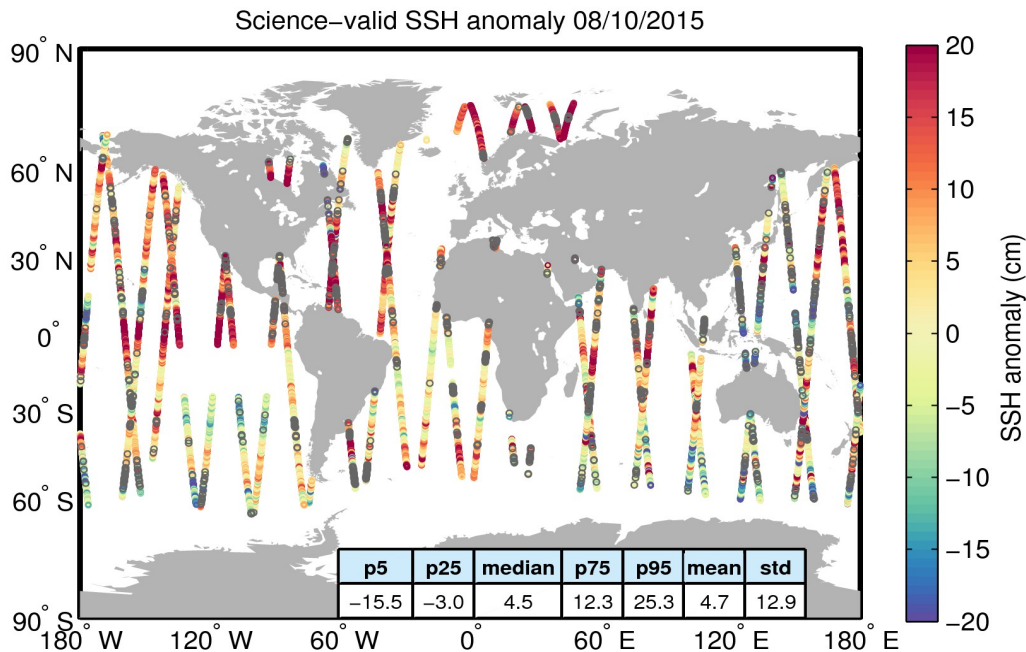 Science−valid SSH anomaly 08/10/2015
90° N
60° N
30° N
0°
30° S
60° S
90° S
180° W
120° W
60° W
0°
60° E
120° E
180° E
p5 p25 median p75 p95 mean std
−15.5 −3.0 4.5 12.3 25.3 4.7 12.9
20
15
10
5
0
−5
−10
−15
−20
SSH anomaly (cm)